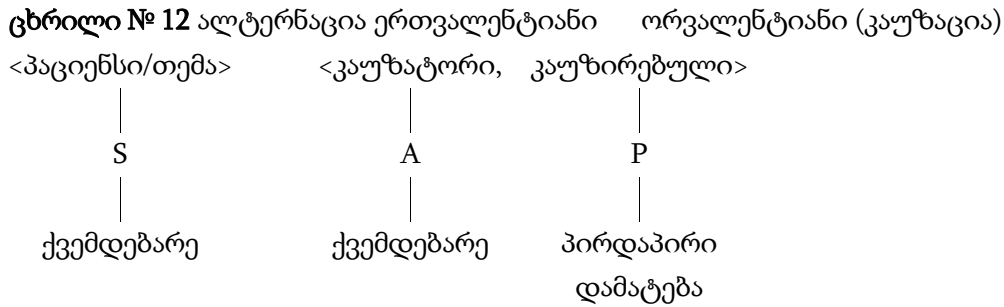 ცხრილი № 12 ალტერნაცია ერთვალენტიანი ორვალენტიანი (კაუზაცია)
<პაციენსი/თემა> <კაუზატორი, კაუზირებული>
S A P
ქვემდებარე ქვემდებარე პირდაპირი
დამატება